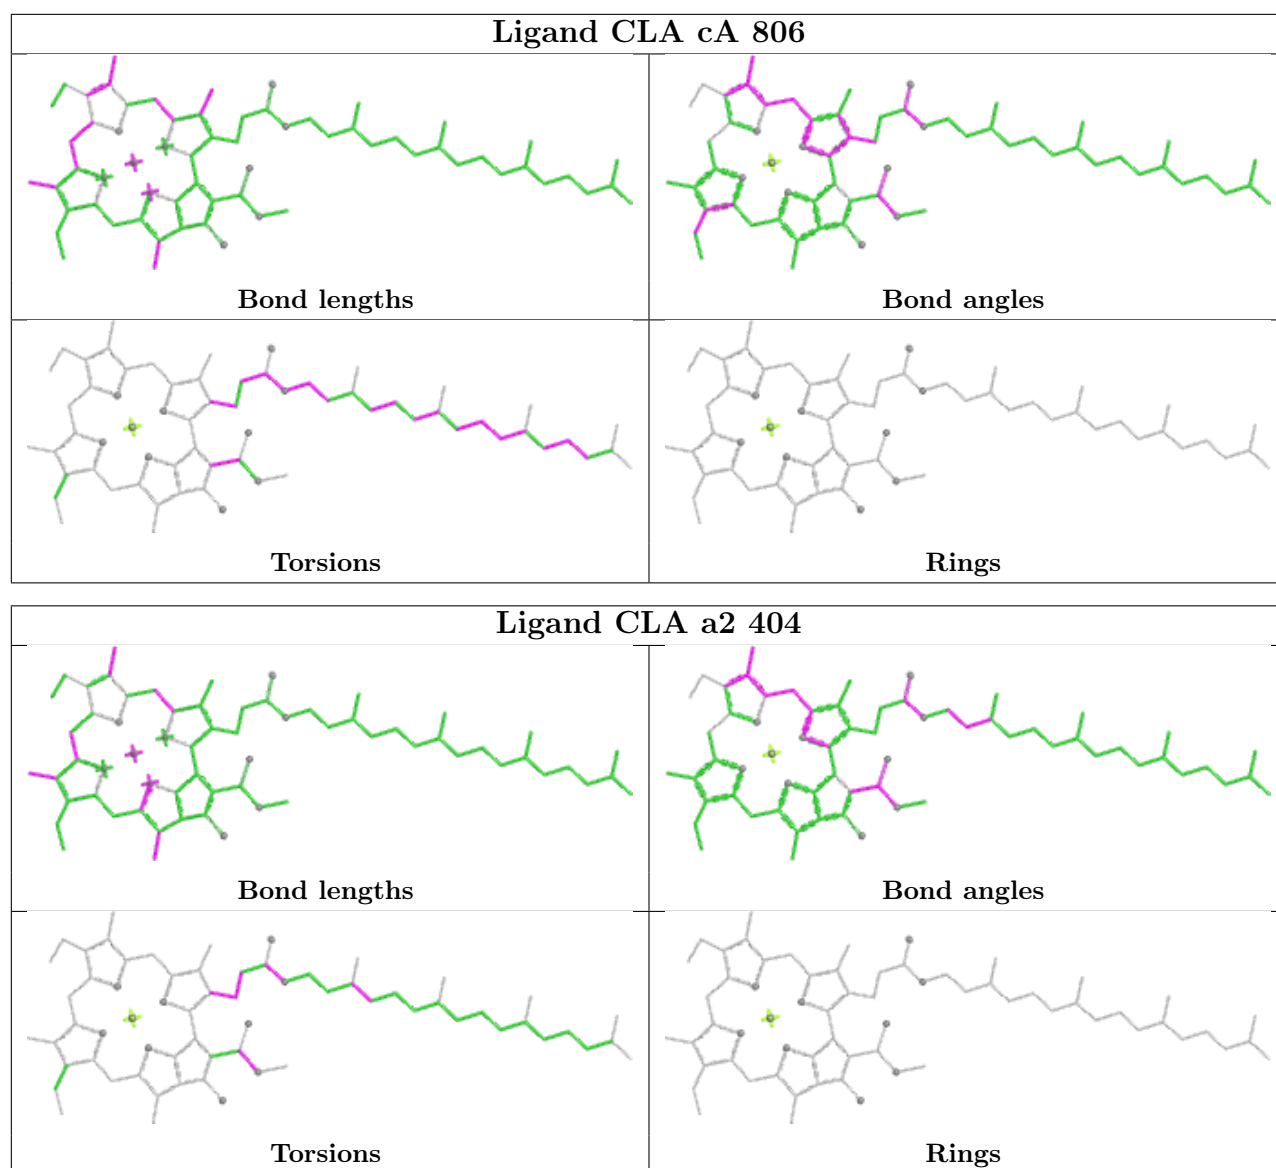 Ligand CLA cA 806
Bond lengths
Bond angles
Torsions
Rings
Ligand CLA a2 404
Bond lengths
Bond angles
Torsions
Rings